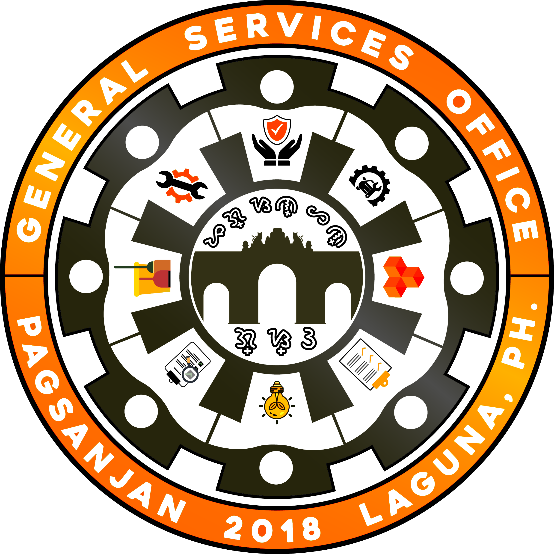 GENERAL SERVICES OFFICE
PAGSANJAN 2018 LAGUNA, PH.